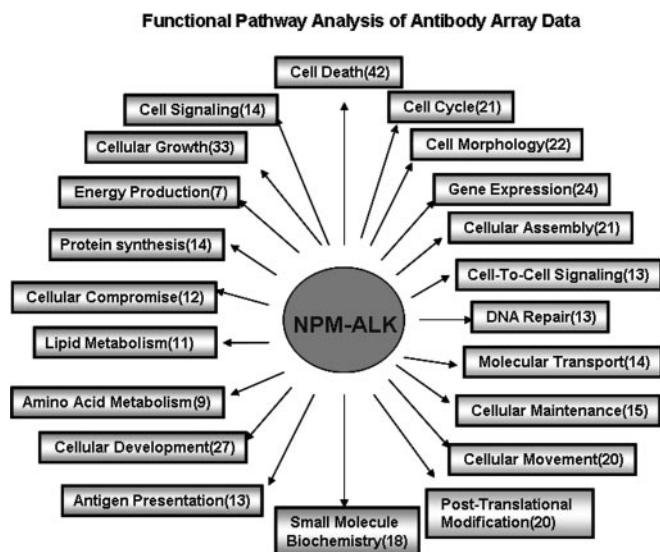 Functional Pathway Analysis of Antibody Array Data
Cell Death(42)
Cell Signaling(14)
Cell Cycle(21)
Cellular Growth(33)
Cell Morphology(22)
Energy Production(7)
Gene Expression(24)
Protein synthesis(14)
Cellular Assembly(21)
Cellular Compromise(12)
Cell-To-Cell Signaling(13)
NPM-ALK
DNA Repair(13)
Lipid Metabolism(11)
Molecular Transport(14)
Amino Acid Metabolism(9)
Cellular Maintenance(15)
Cellular Development(27)
Cellular Movement(20)
Antigen Presentation(13)
Post-Translational
Modification(20)
Small Molecule
Biochemistry(18)